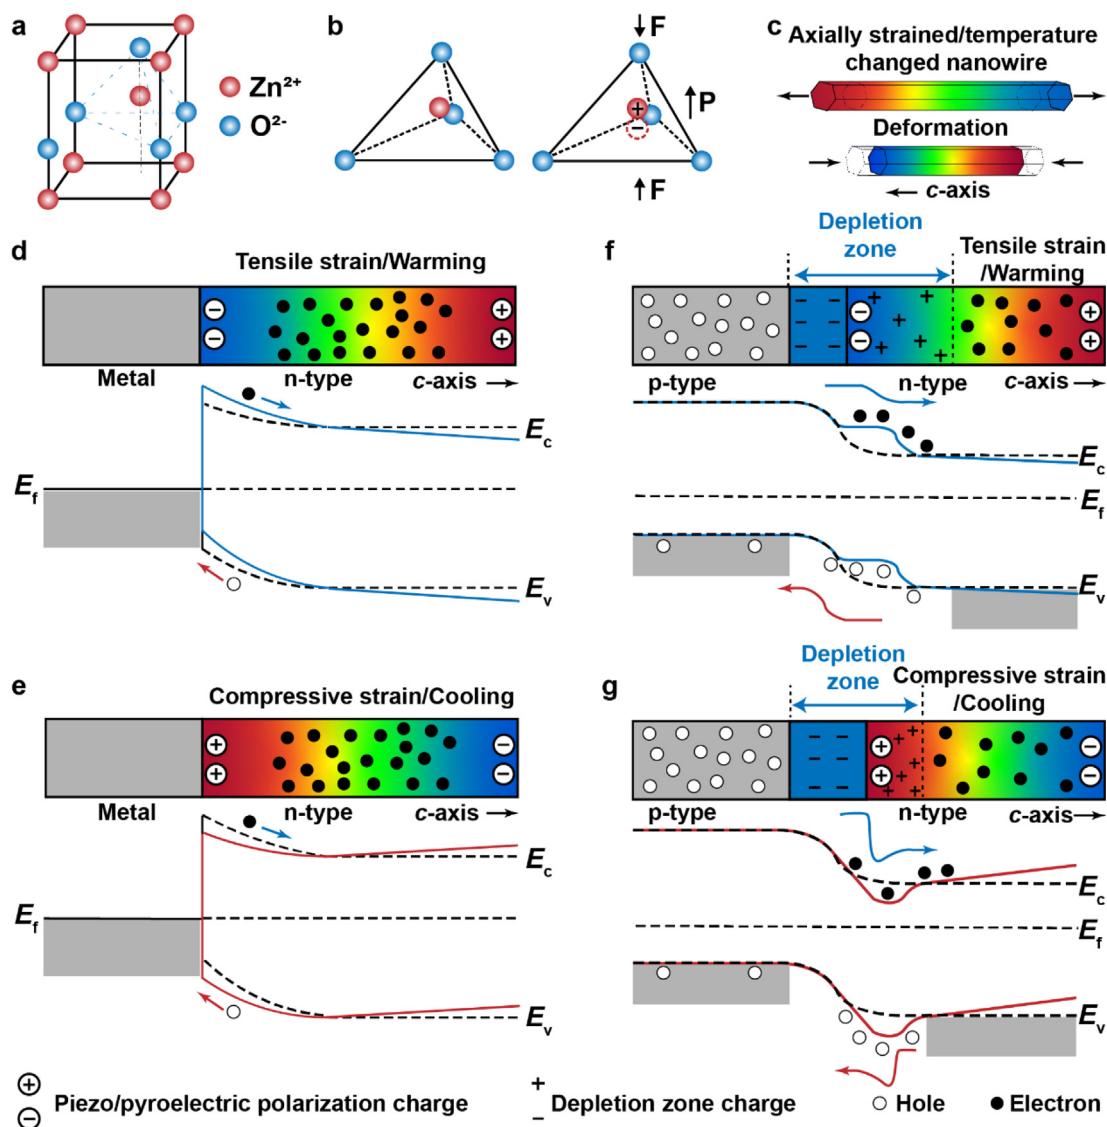 a
Zn²⁺
O²⁻
b
F
P
+
−
F
c
Axially strained/temperature
changed nanowire
Deformation
c-axis
d
Tensile strain/Warming
− +
− +
Metal
n-type
c-axis
Ec
Ef
Ev
f
Depletion
zone
Tensile strain
/Warming
− − + − + +
− − + − +
− − + +
p-type
n-type
c-axis
Ec
Ef
Ev
e
Compressive strain/Cooling
+ −
+ −
Metal
n-type
c-axis
Ec
Ef
Ev
g
Depletion
zone
Compressive strain
/Cooling
− − + + + −
− − + + + −
− − + +
p-type
n-type
c-axis
Ec
Ef
Ev
+
−
Piezo/pyroelectric polarization charge
+
−
Depletion zone charge
Hole
Electron